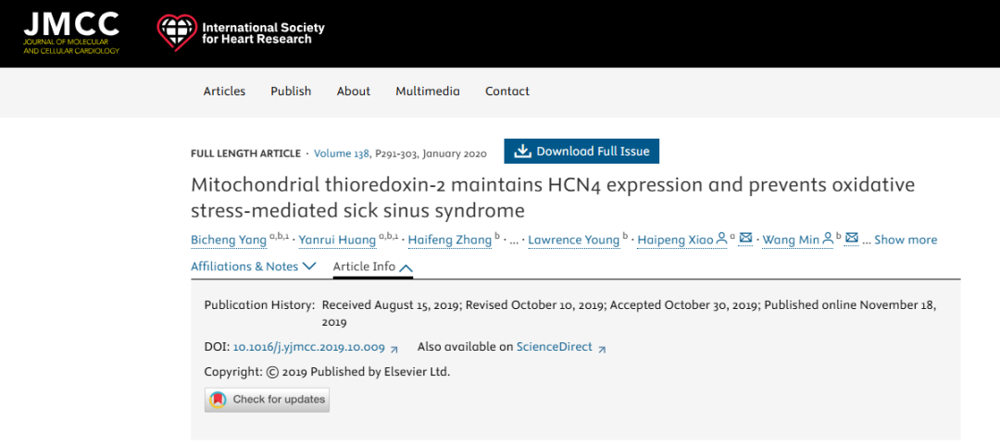 JMCC
JOURNAL OF MOLECULAR
AND CELLULAR CARDIOLOGY
International Society
for Heart Research
Articles Publish About Multimedia Contact
FULL LENGTH ARTICLE · Volume 138, P291-303, January 2020 Download Full Issue
Mitochondrial thioredoxin-2 maintains HCN4 expression and prevents oxidative
stress-mediated sick sinus syndrome
Bicheng Yang a,b,1 · Yanrui Huang a,b,1 · Haifeng Zhang b · ... · Lawrence Young b · Haipeng Xiao a · Wang Min b ... Show more
Affiliations & Notes Article Info
Publication History: Received August 15, 2019; Revised October 10, 2019; Accepted October 30, 2019; Published online November 18,
2019
DOI: 10.1016/j.yjmcc.2019.10.009 Also available on ScienceDirect
Copyright: © 2019 Published by Elsevier Ltd.
Check for updates